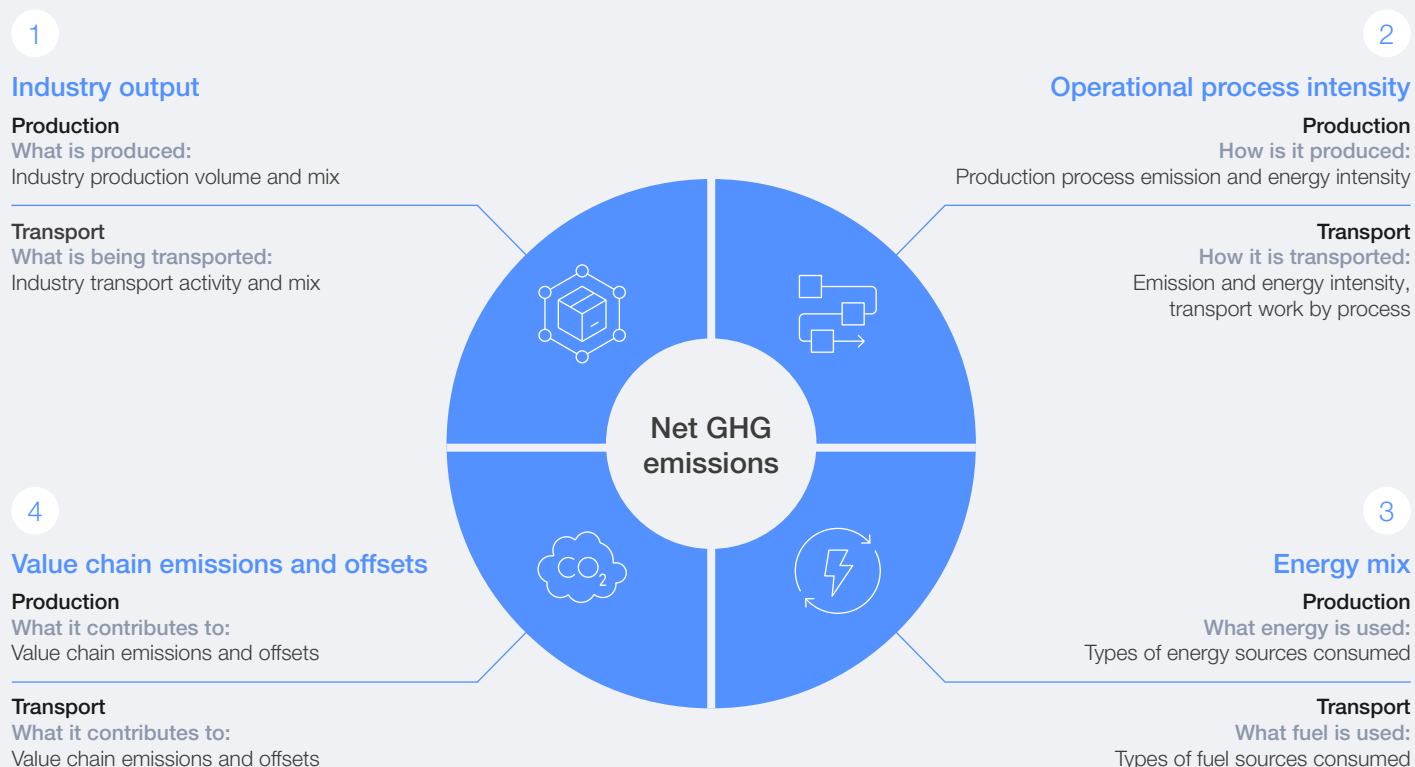 1
Industry output
Production
What is produced:
Industry production volume and mix
Transport
What is being transported:
Industry transport activity and mix
2
Operational process intensity
Production
How is it produced:
Production process emission and energy intensity
Transport
How it is transported:
Emission and energy intensity,
transport work by process
Net GHG
emissions
CO2
4
Value chain emissions and offsets
Production
What it contributes to:
Value chain emissions and offsets
Transport
What it contributes to:
Value chain emissions and offsets
3
Energy mix
Production
What energy is used:
Types of energy sources consumed
Transport
What fuel is used:
Types of fuel sources consumed